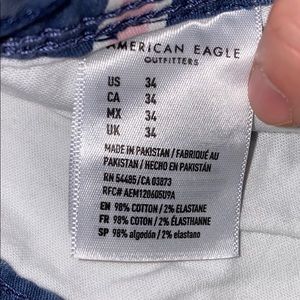 AMERICAN EAGLE
OUTFITTERS
US 34
CA 34
MX 34
UK 34
MADE IN PAKISTAN / FABRIQUÉ AU
PAKISTAN / HECHO EN PAKISTÁN
RN 54485/CA 03873
RFC# AEM1206050U9A
EN 98% COTTON / 2% ELASTANE
FR 98% COTON / 2% ÉLASTHANNE
SP 98% algodón / 2% elastano